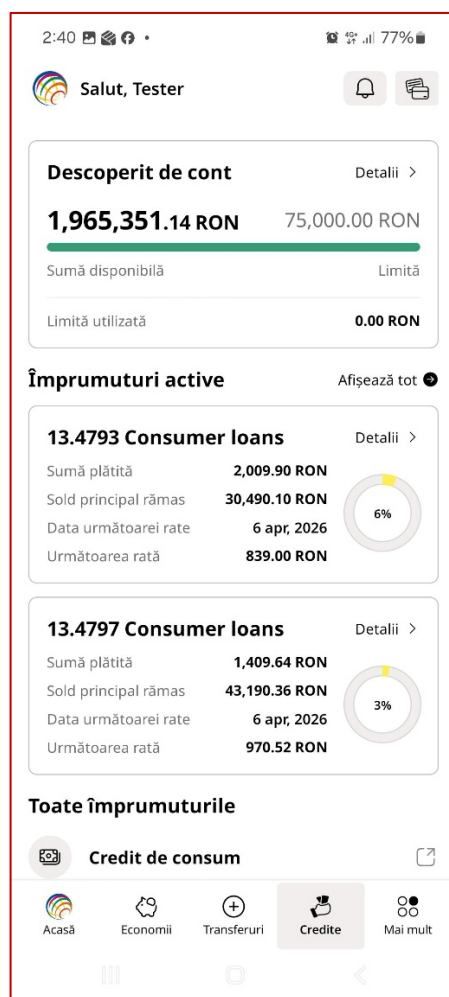 2:40
4G+
77%
Salut, Tester
Descoperit de cont Detalii
1,965,351.14 RON 75,000.00 RON
Sumă disponibilă Limită
Limită utilizată 0.00 RON
Împrumuturi active Afișează tot
13.4793 Consumer loans Detalii
Sumă plătită 2,009.90 RON
Sold principal rămas 30,490.10 RON
Data următoarei rate 6 apr, 2026
Următoarea rată 839.00 RON
6%
13.4797 Consumer loans Detalii
Sumă plătită 1,409.64 RON
Sold principal rămas 43,190.36 RON
Data următoarei rate 6 apr, 2026
Următoarea rată 970.52 RON
3%
Toate împrumuturile
Credit de consum
Acasă Economii Transferuri Credite Mai mult